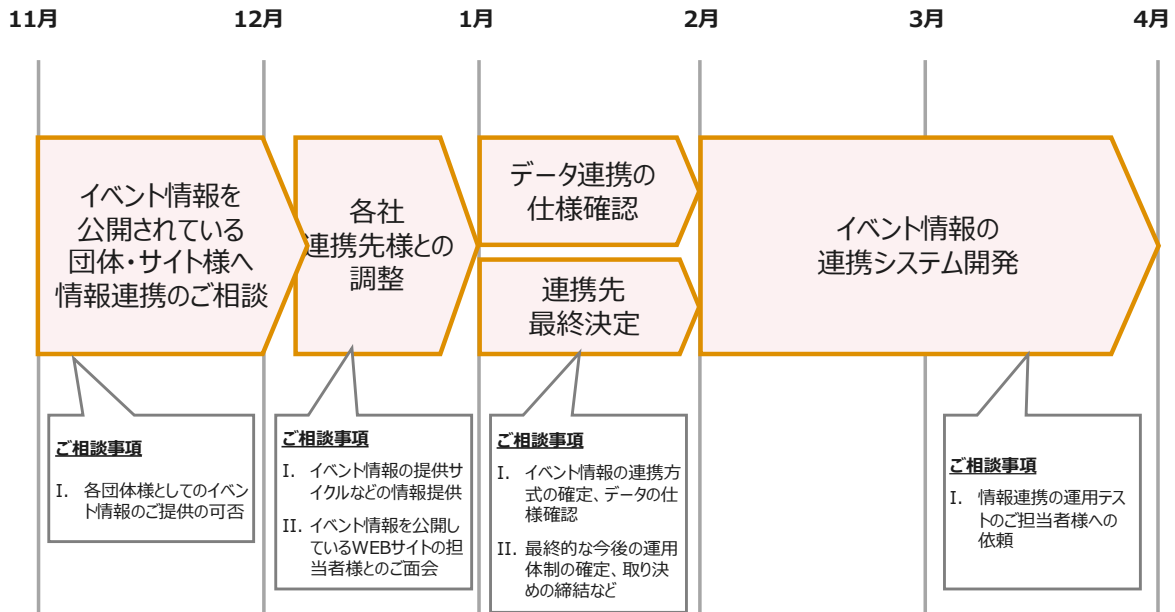 11月
12月
1月
2月
3月
4月
イベント情報を
公開されている
団体・サイト様へ
情報連携のご相談
各社
連携先様との
調整
データ連携の
仕様確認
連携先
最終決定
イベント情報の
連携システム開発
ご相談事項
I. 各団体様としてのイベン
ト情報のご提供の可否
ご相談事項
I. イベント情報の提供サ
イクルなどの情報提供
II. イベント情報を公開し
ているWEBサイトの担
当者様とのご面会
ご相談事項
I. イベント情報の連携方
式の確定、データの仕
様確認
II. 最終的な今後の運用
体制の確定、取り決
めの締結など
ご相談事項
I. 情報連携の運用テス
トのご担当者様への
依頼